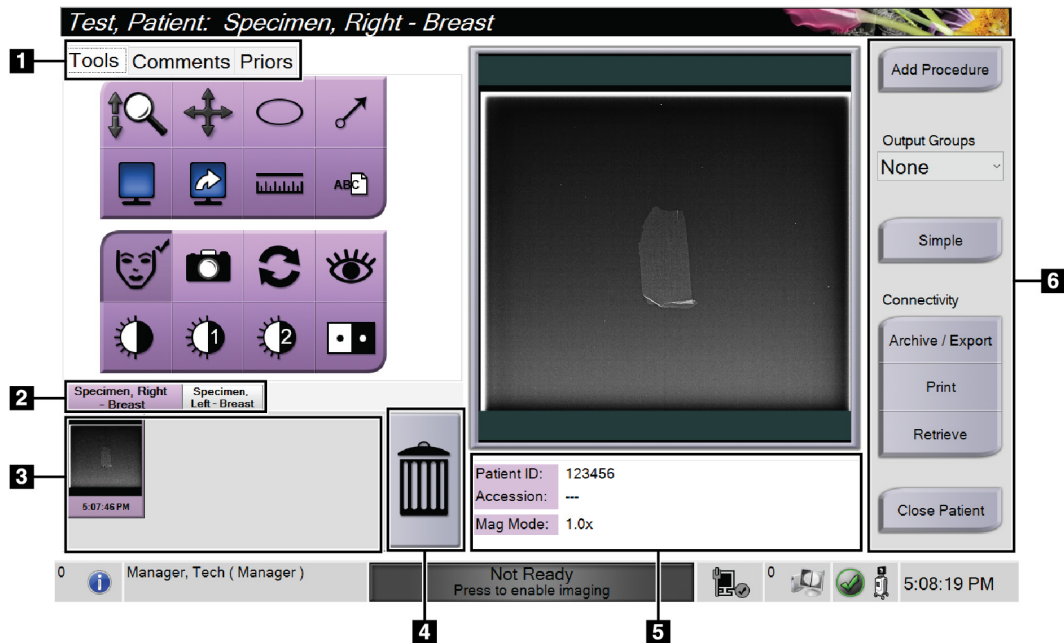 Test, Patient: Specimen, Right - Breast
1
Tools Comments Priors
ABC
1
2
2
Specimen, Right
- Breast
Specimen,
Left - Breast
3
5:07:46 PM
4
Patient ID: 123456
Accession: ---
Mag Mode: 1.0x
5
Add Procedure
Output Groups
None
Simple
Connectivity
Archive / Export
Print
Retrieve
Close Patient
6
0
Manager, Tech ( Manager )
Not Ready
Press to enable imaging
0
5:08:19 PM